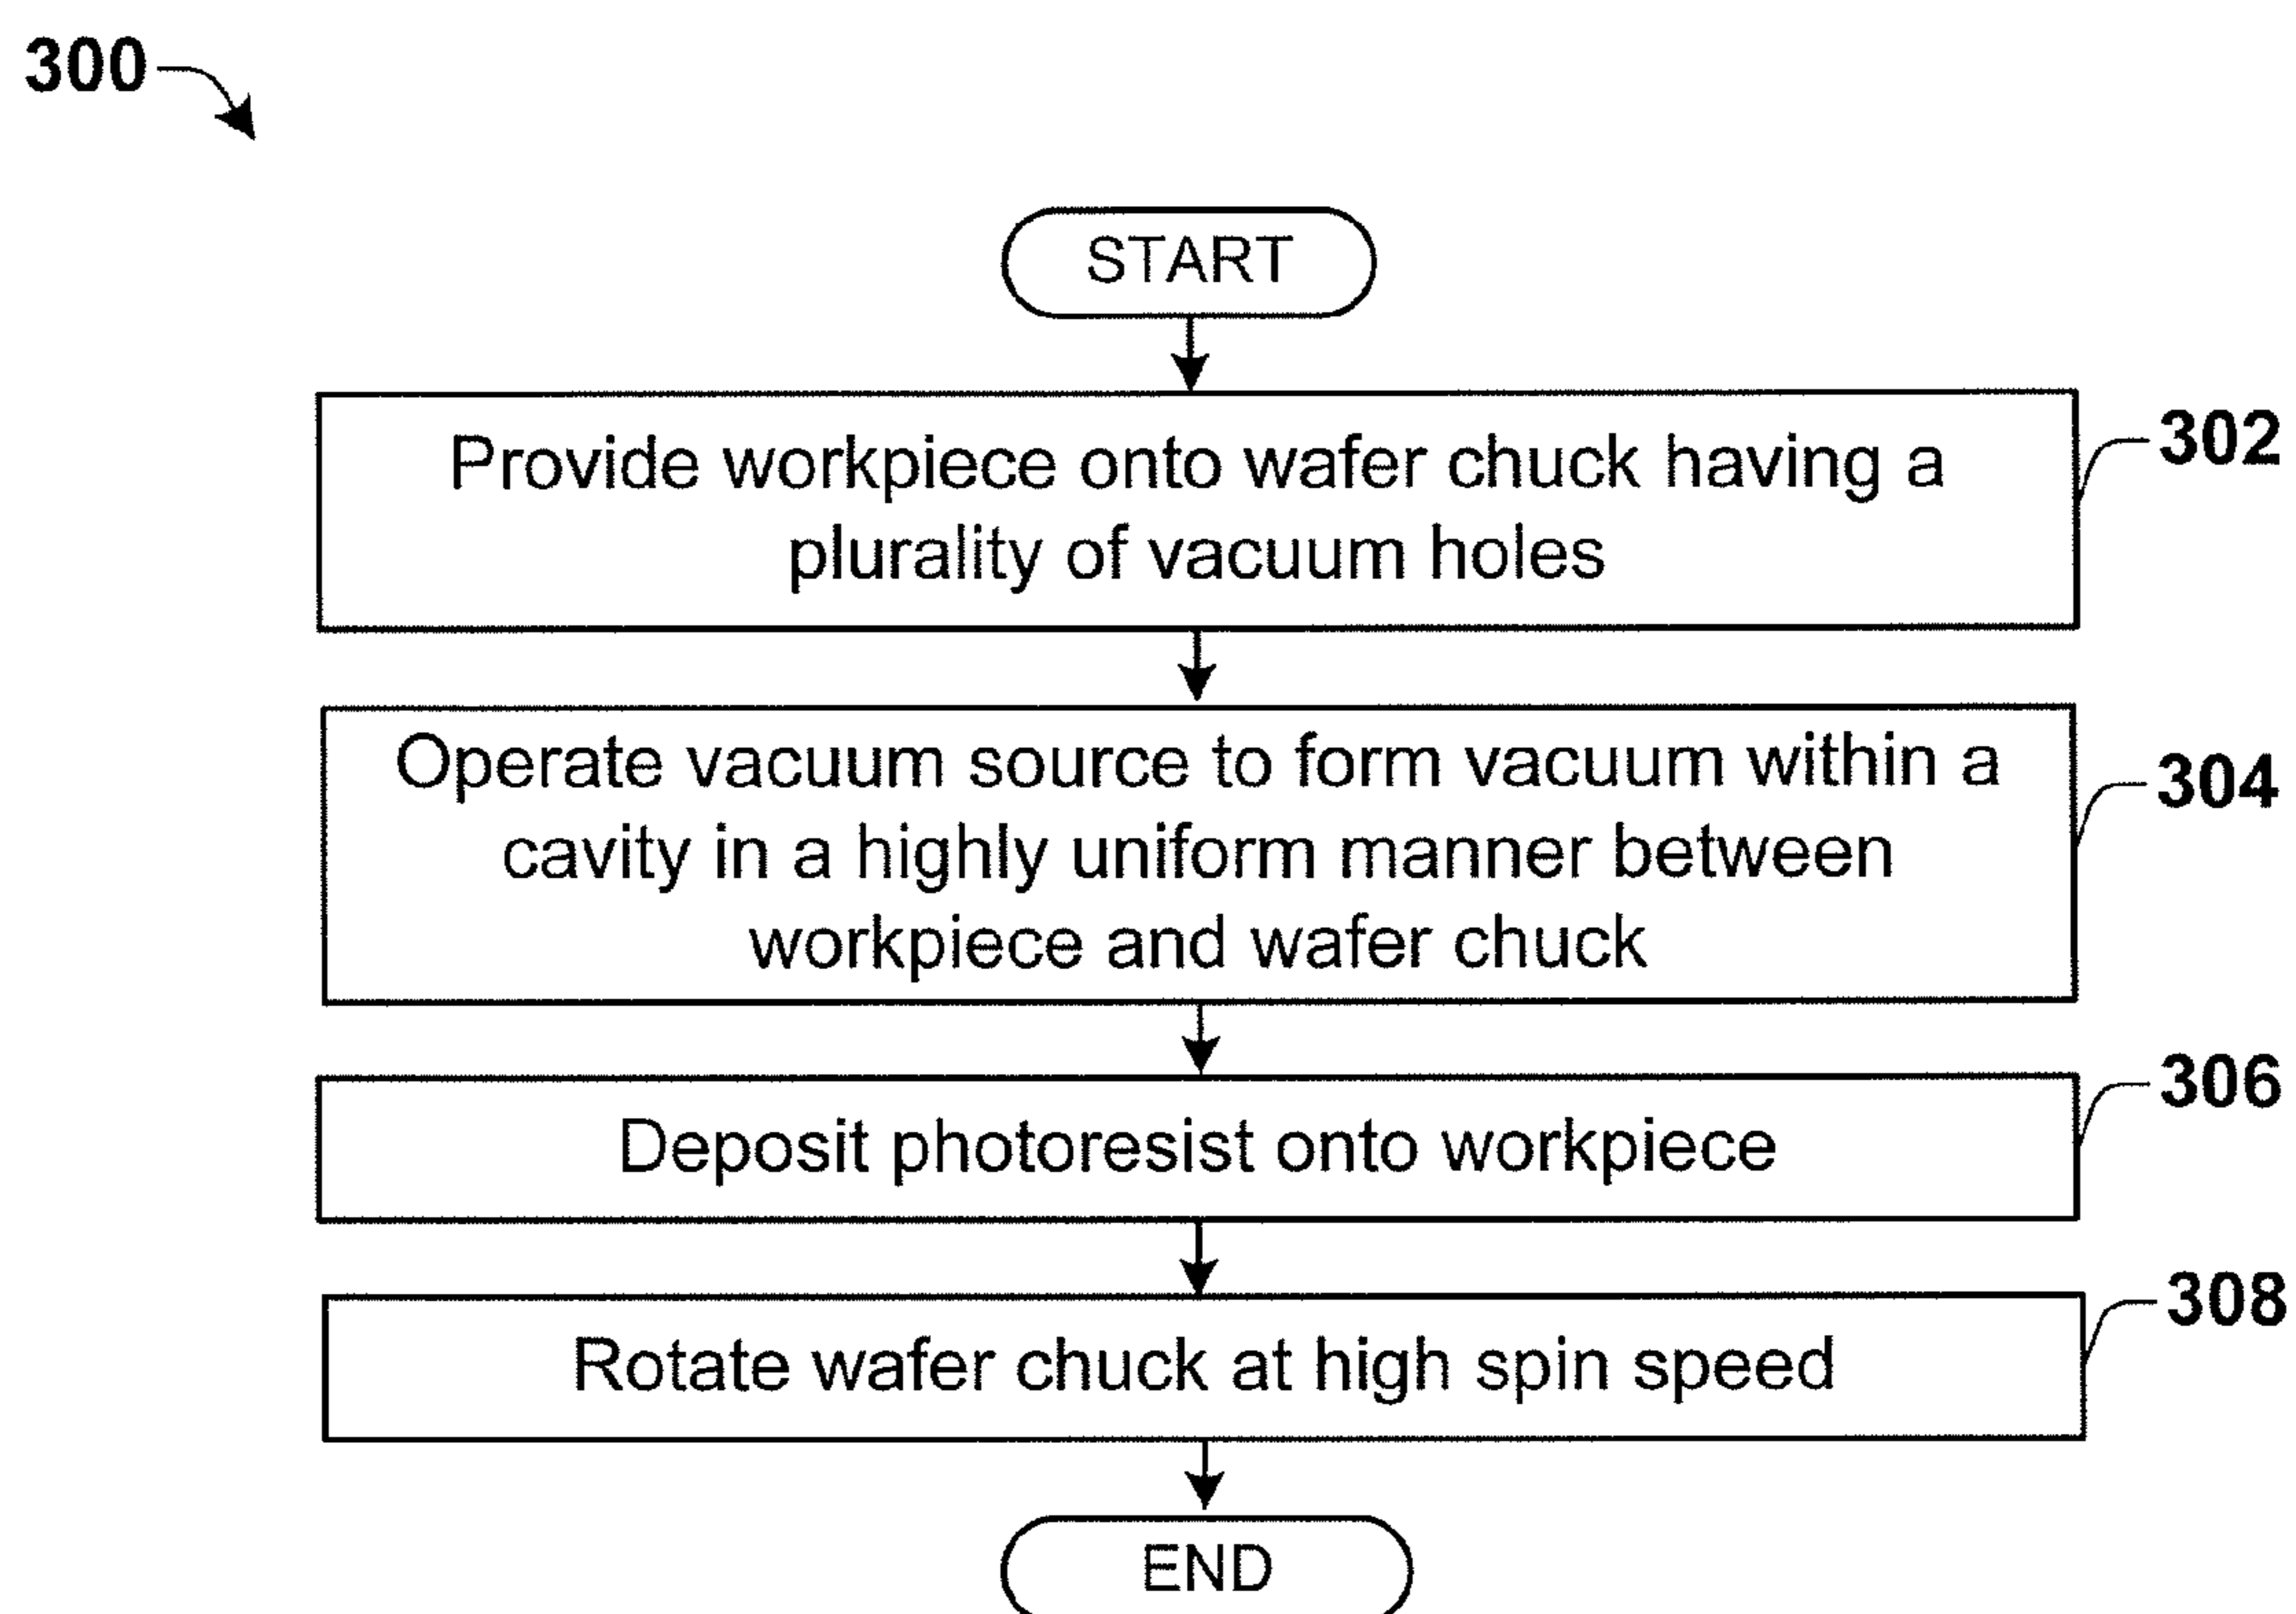 300
START
Provide workpiece onto wafer chuck having a
plurality of vacuum holes
302
Operate vacuum source to form vacuum within a
cavity in a highly uniform manner between
workpiece and wafer chuck
304
Deposit photoresist onto workpiece
306
Rotate wafer chuck at high spin speed
308
END